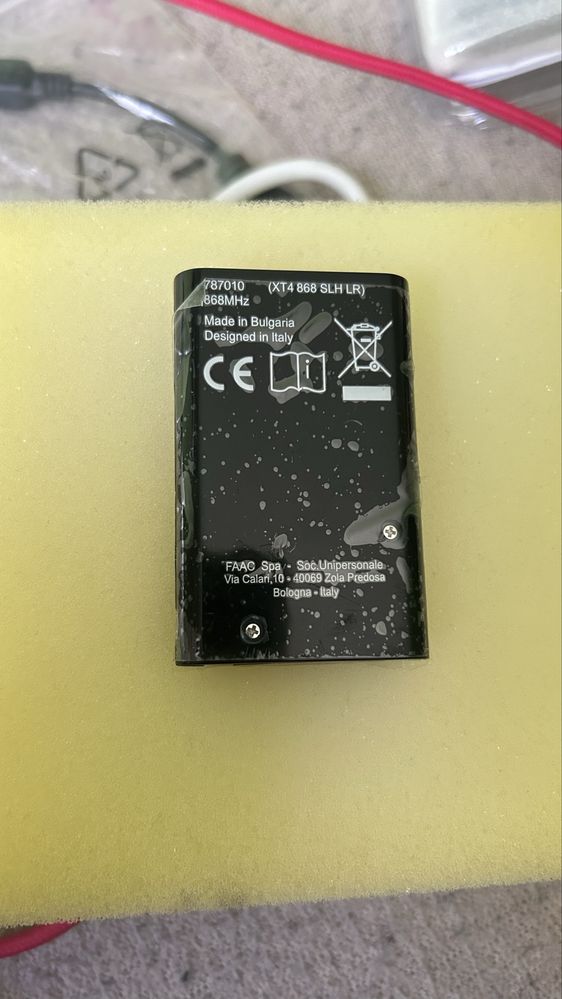 787010 (XT4 868 SLH LR)
868MHz
Made in Bulgaria
Designed in Italy
CE
i
FAAC Spa - Soc.Unipersonale
Via Calari,10 - 40069 Zola Predosa
Bologna - Italy